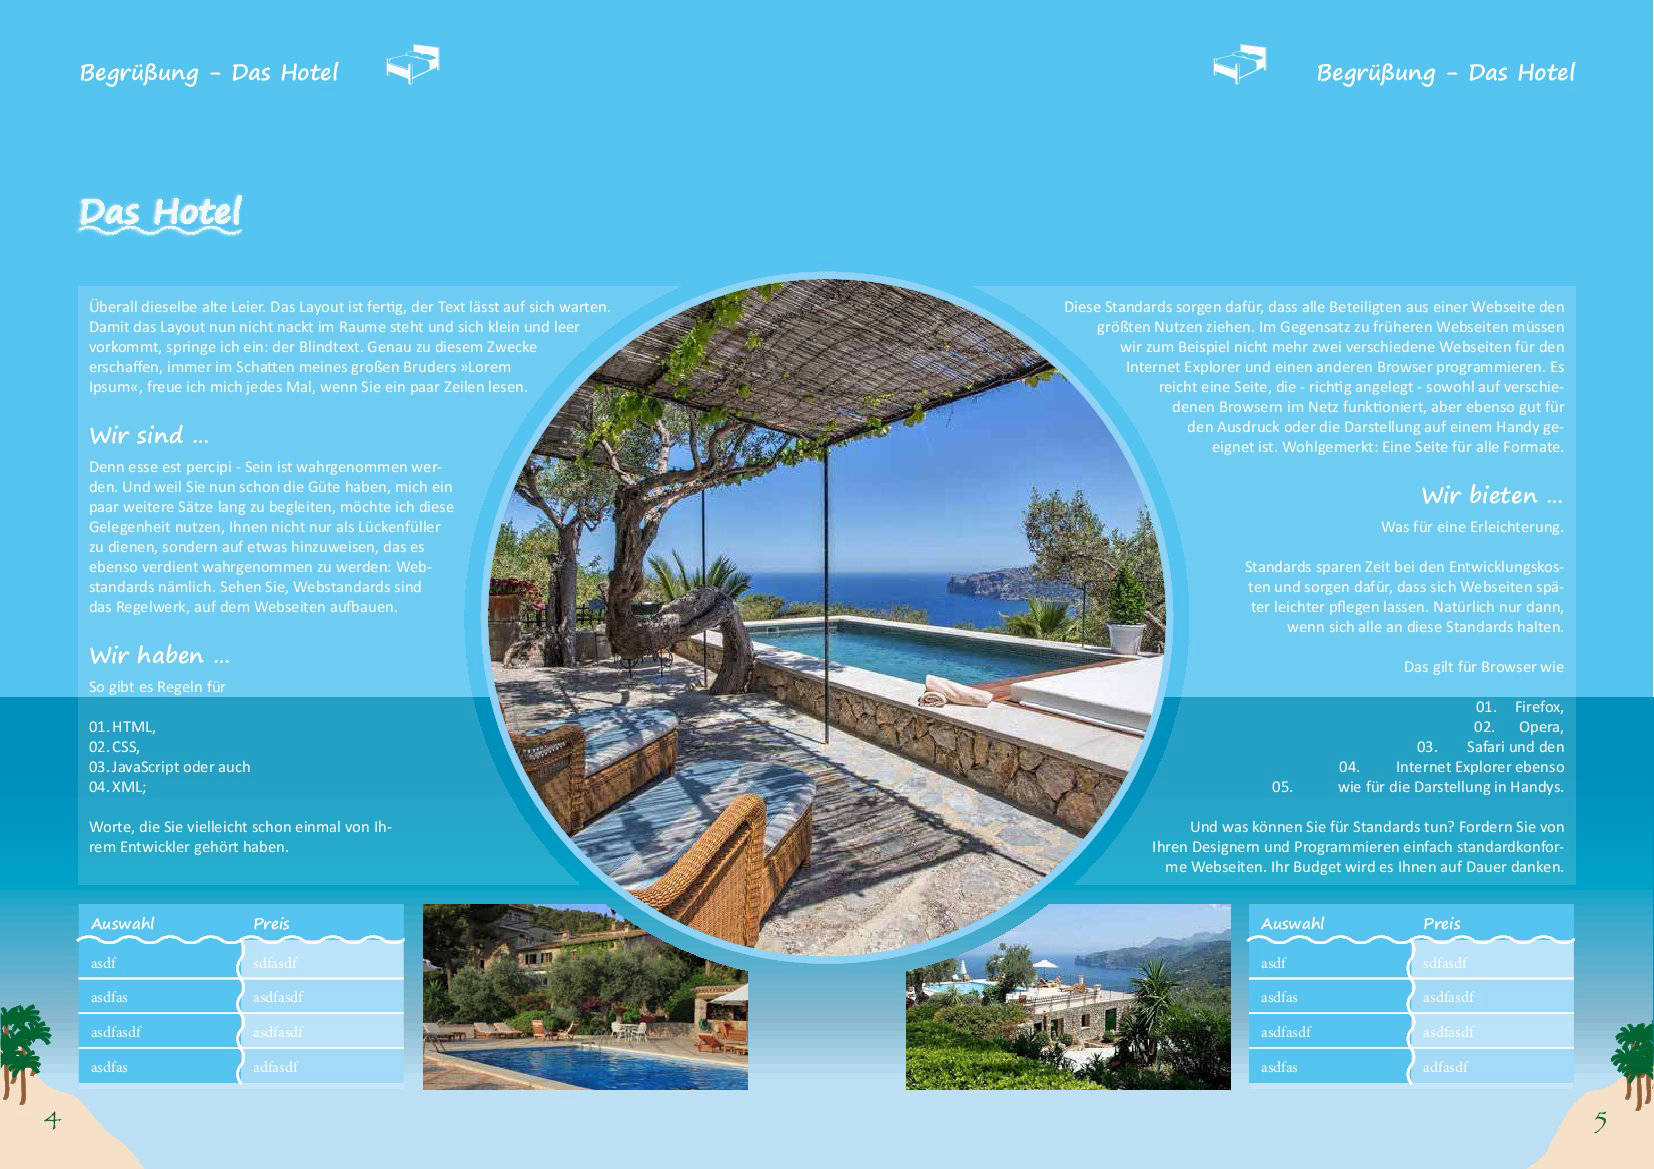 Begrüßung - Das Hotel
Begrüßung - Das Hotel
Das Hotel
Überall dieselbe alte Leier. Das Layout ist fertig, der Text lässt auf sich warten.
Damit das Layout nun nicht nackt im Raume steht und sich klein und leer
vorkommt, springe ich ein: der Blindtext. Genau zu diesem Zwecke
erschaffen, immer im Schatten meines großen Bruders »Lorem
Ipsum«, freue ich mich jedes Mal, wenn Sie ein paar Zeilen lesen.
Wir sind ...
Denn esse est percipi - Sein ist wahrgenommen wer-
den. Und weil Sie nun schon die Güte haben, mich ein
paar weitere Sätze lang zu begleiten, möchte ich diese
Gelegenheit nutzen, Ihnen nicht nur als Lückenfüller
zu dienen, sondern auf etwas hinzuweisen, das es
ebenso verdient wahrgenommen zu werden: Web-
standards nämlich. Sehen Sie, Webstandards sind
das Regelwerk, auf dem Webseiten aufbauen.
Wir haben ...
So gibt es Regeln für
01. HTML,
02. CSS,
03. JavaScript oder auch
04. XML;
Worte, die Sie vielleicht schon einmal von Ih-
rem Entwickler gehört haben.
Auswahl Preis
asdf sdfasdf
asdfas asdfasdf
asdfasdf asdfasdf
asdfas adfasdf
4
Diese Standards sorgen dafür, dass alle Beteiligten aus einer Webseite den
größten Nutzen ziehen. Im Gegensatz zu früheren Webseiten müssen
wir zum Beispiel nicht mehr zwei verschiedene Webseiten für den
Internet Explorer und einen anderen Browser programmieren. Es
reicht eine Seite, die - richtig angelegt - sowohl auf verschie-
denen Browsern im Netz funktioniert, aber ebenso gut für
den Ausdruck oder die Darstellung auf einem Handy ge-
eignet ist. Wohlgemerkt: Eine Seite für alle Formate.
Wir bieten ...
Was für eine Erleichterung.
Standards sparen Zeit bei den Entwicklungskos-
ten und sorgen dafür, dass sich Webseiten spä-
ter leichter pflegen lassen. Natürlich nur dann,
wenn sich alle an diese Standards halten.
Das gilt für Browser wie
01. Firefox,
02. Opera,
03. Safari und den
04. Internet Explorer ebenso
05. wie für die Darstellung in Handys.
Und was können Sie für Standards tun? Fordern Sie von
Ihren Designern und Programmieren einfach standardkonfor-
me Webseiten. Ihr Budget wird es Ihnen auf Dauer danken.
Auswahl Preis
asdf sdfasdf
asdfas asdfasdf
asdfasdf asdfasdf
asdfas adfasdf
5